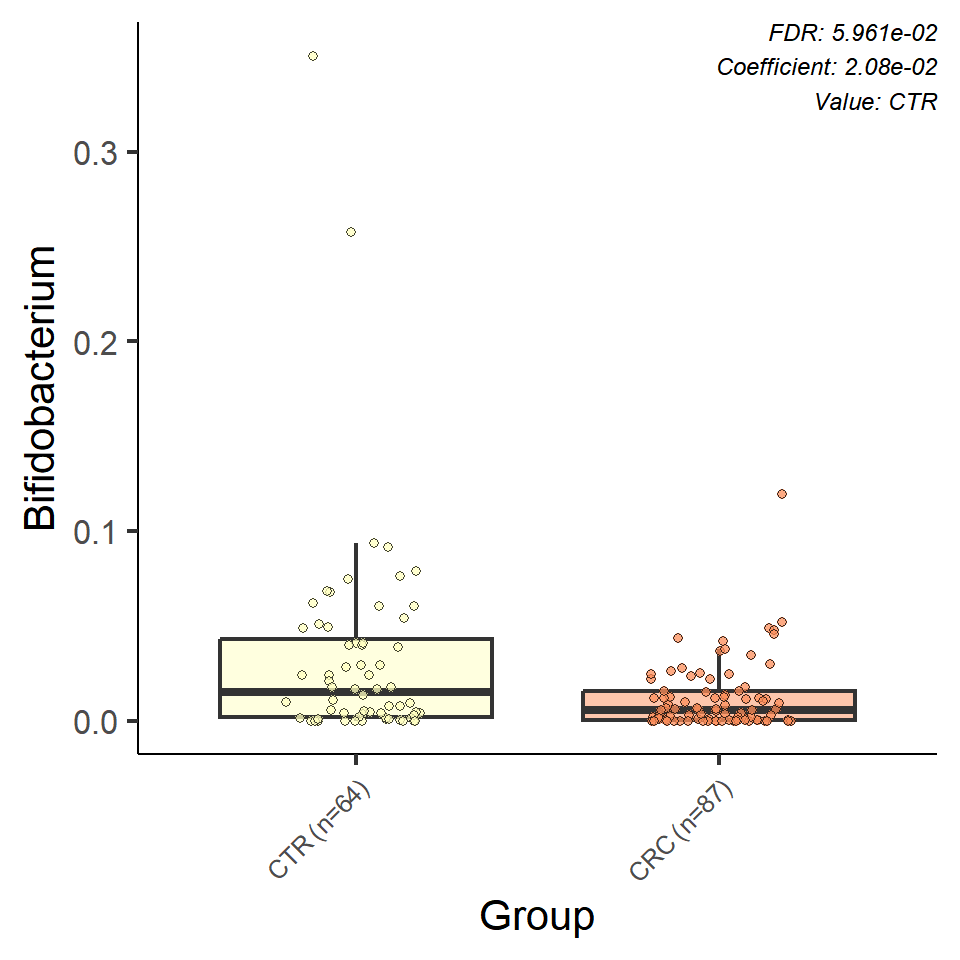 FDR: 5.961e-02
Coefficient: 2.08e-02
Value: CTR
Bifidobacterium
0.3
0.2
0.1
0.0
CTR (n=64)
CRC (n=87)
Group